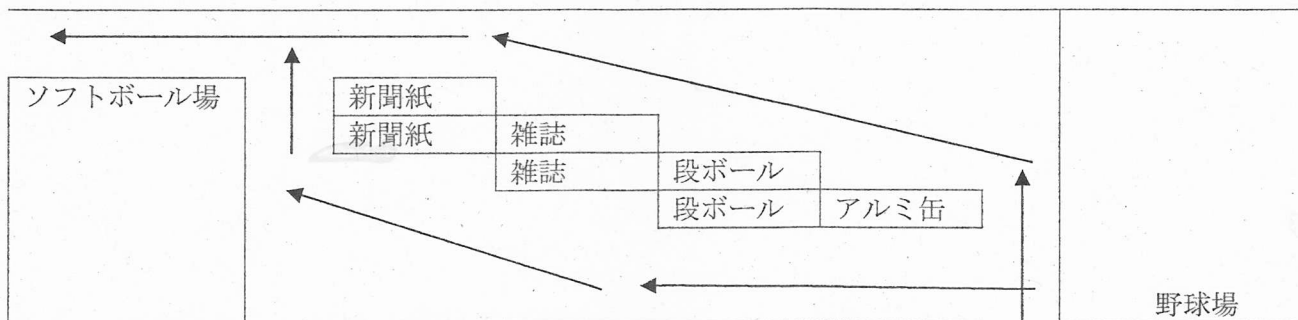 ソフトボール場
新聞紙
新聞紙 雑誌
雑誌 段ボール
段ボール アルミ缶
野球場